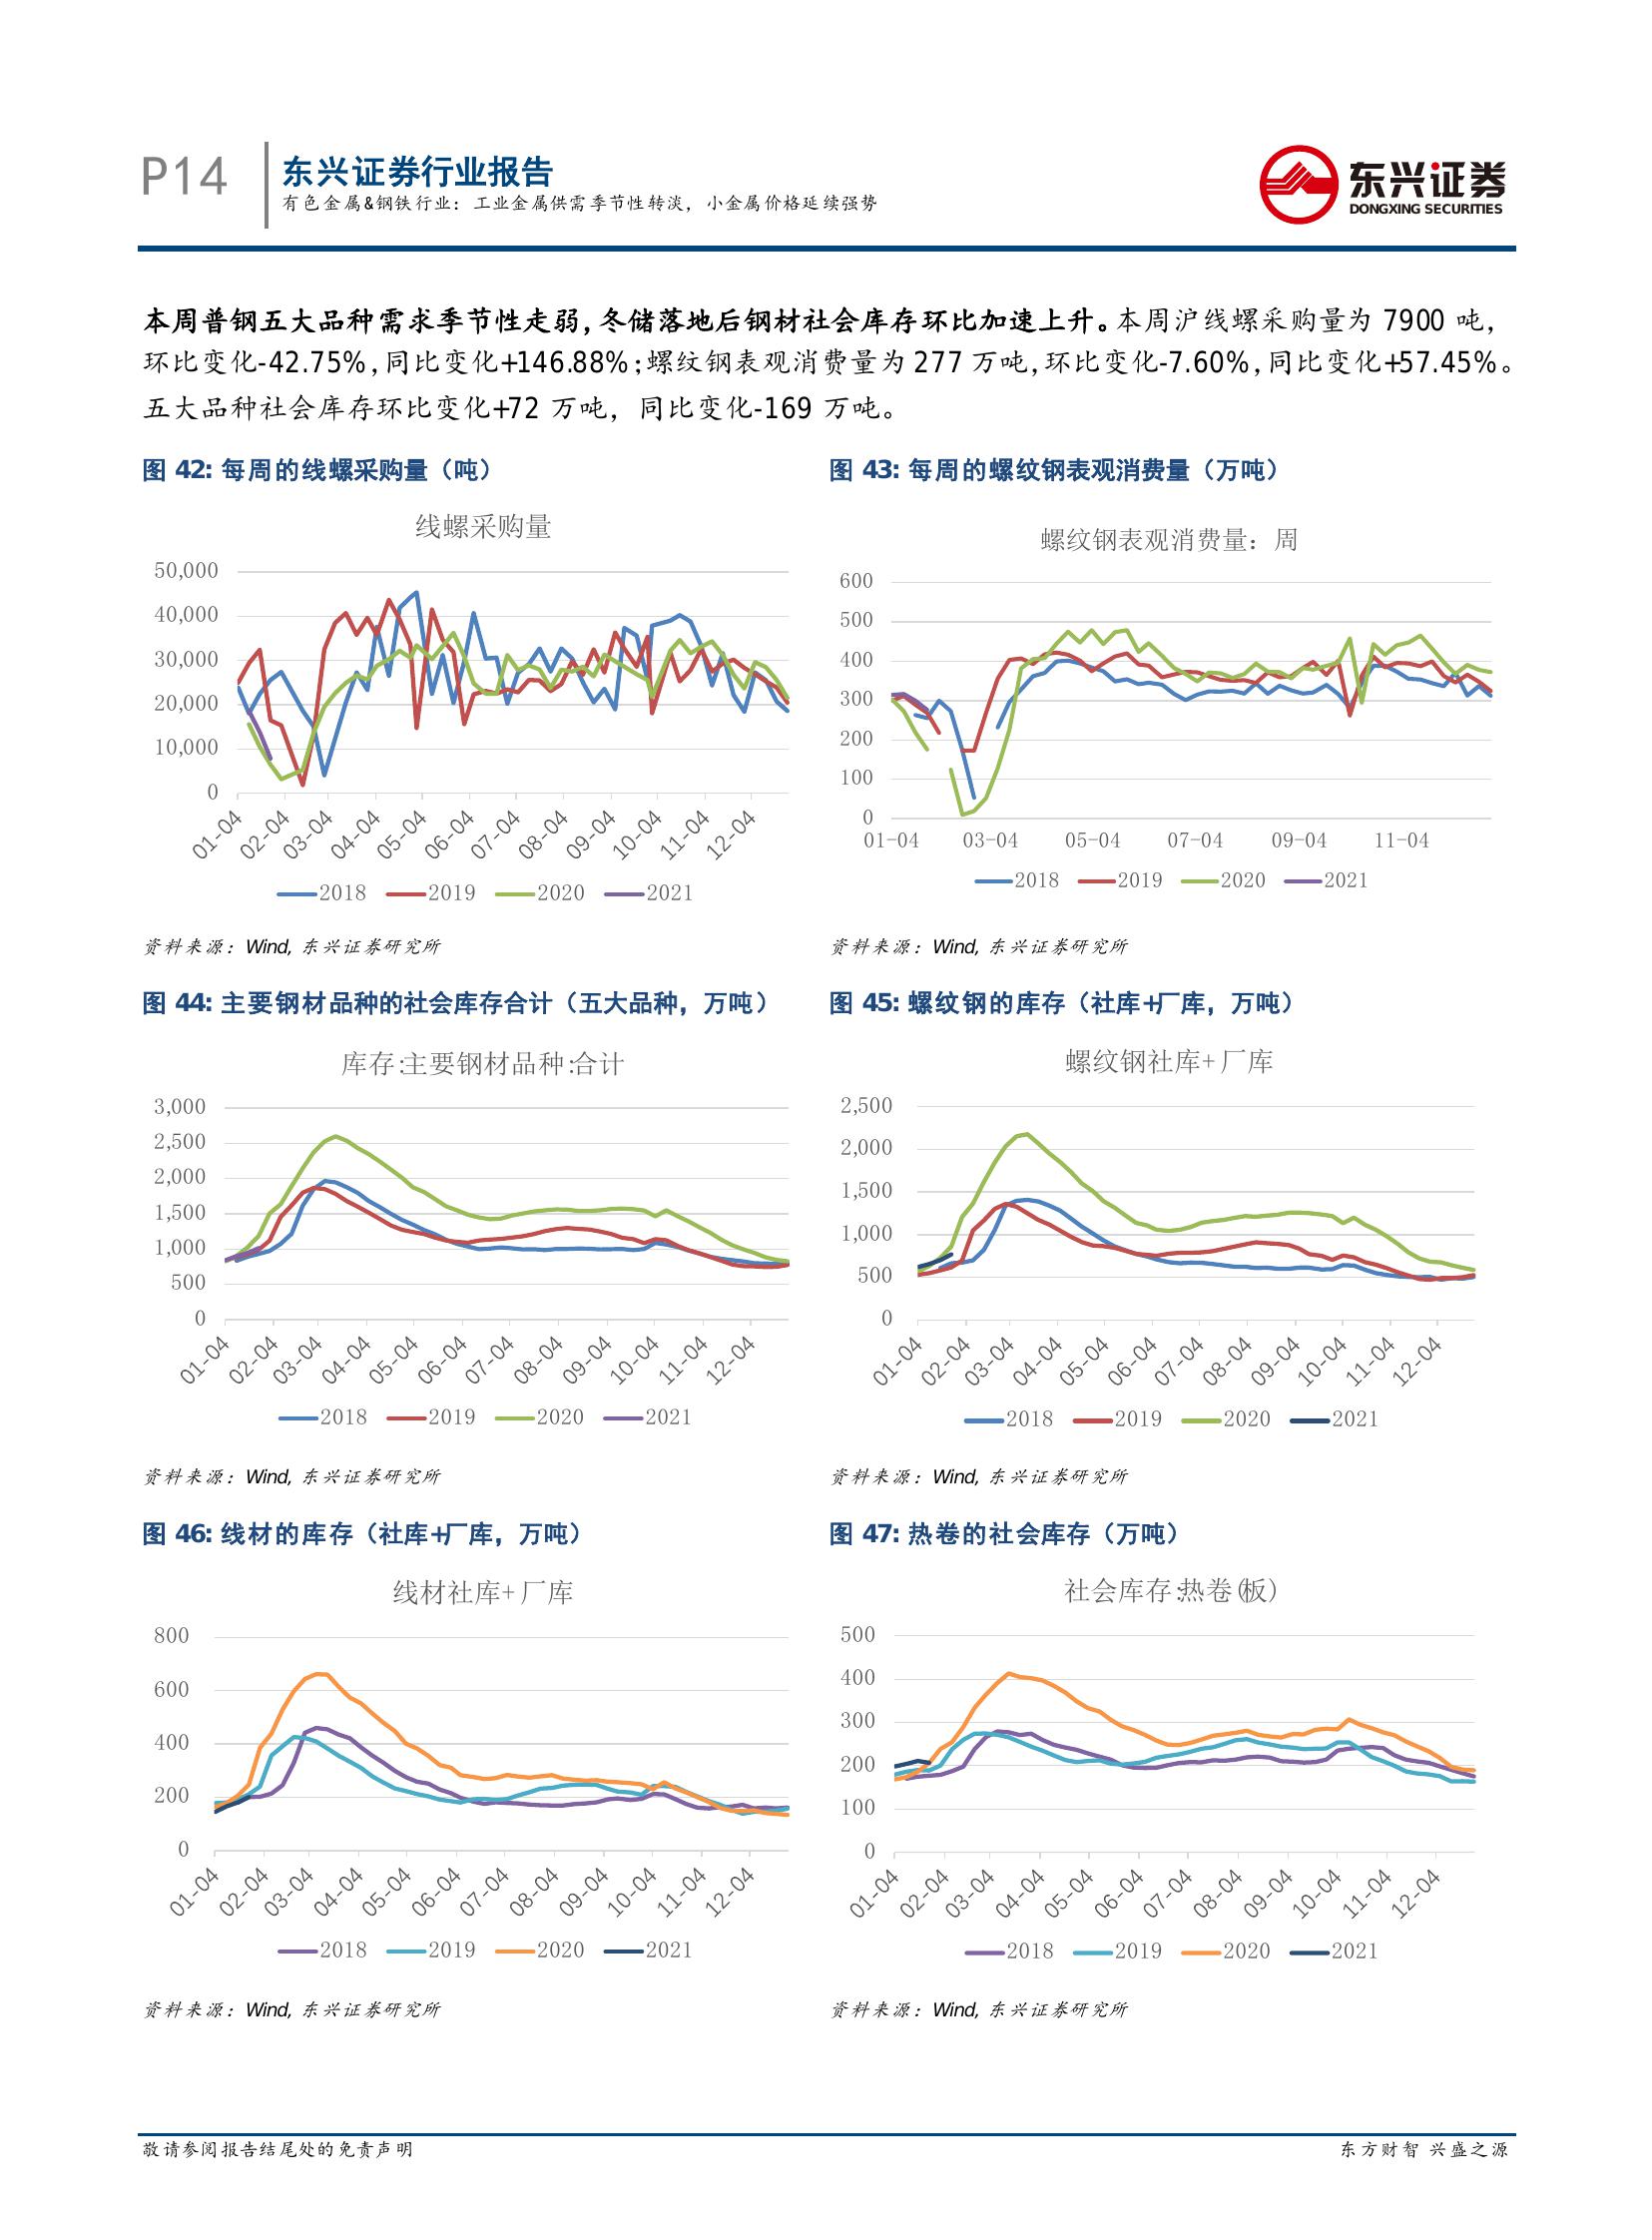 P14
东兴证券行业报告
有色金属&钢铁行业：工业金属供需季节性转淡，小金属价格延续强势
东兴证券
DONGXING SECURITIES
本周普钢五大品种需求季节性走弱，冬储落地后钢材社会库存环比加速上升。本周沪线螺采购量为 7900 吨，
环比变化-42.75%，同比变化+146.88%；螺纹钢表观消费量为 277 万吨，环比变化-7.60%，同比变化+57.45%。
五大品种社会库存环比变化+72 万吨，同比变化-169 万吨。
图 42: 每周的线螺采购量（吨）
线螺采购量
50,000
40,000
30,000
20,000
10,000
0
01-04 02-04 03-04 04-04 05-04 06-04 07-04 08-04 09-04 10-04 11-04 12-04
2018 2019 2020 2021
资料来源：Wind, 东兴证券研究所
图 43: 每周的螺纹钢表观消费量（万吨）
螺纹钢表观消费量：周
600
500
400
300
200
100
0
01-04 03-04 05-04 07-04 09-04 11-04
2018 2019 2020 2021
资料来源：Wind, 东兴证券研究所
图 44: 主要钢材品种的社会库存合计（五大品种，万吨）
库存:主要钢材品种:合计
3,000
2,500
2,000
1,500
1,000
500
0
01-04 02-04 03-04 04-04 05-04 06-04 07-04 08-04 09-04 10-04 11-04 12-04
2018 2019 2020 2021
资料来源：Wind, 东兴证券研究所
图 45: 螺纹钢的库存（社库+厂库，万吨）
螺纹钢社库+厂库
2,500
2,000
1,500
1,000
500
0
01-04 02-04 03-04 04-04 05-04 06-04 07-04 08-04 09-04 10-04 11-04 12-04
2018 2019 2020 2021
资料来源：Wind, 东兴证券研究所
图 46: 线材的库存（社库+厂库，万吨）
线材社库+厂库
800
600
400
200
0
01-04 02-04 03-04 04-04 05-04 06-04 07-04 08-04 09-04 10-04 11-04 12-04
2018 2019 2020 2021
资料来源：Wind, 东兴证券研究所
图 47: 热卷的社会库存（万吨）
社会库存:热卷(板)
500
400
300
200
100
0
01-04 02-04 03-04 04-04 05-04 06-04 07-04 08-04 09-04 10-04 11-04 12-04
2018 2019 2020 2021
资料来源：Wind, 东兴证券研究所
敬请参阅报告结尾处的免责声明
东方财智 兴盛之源